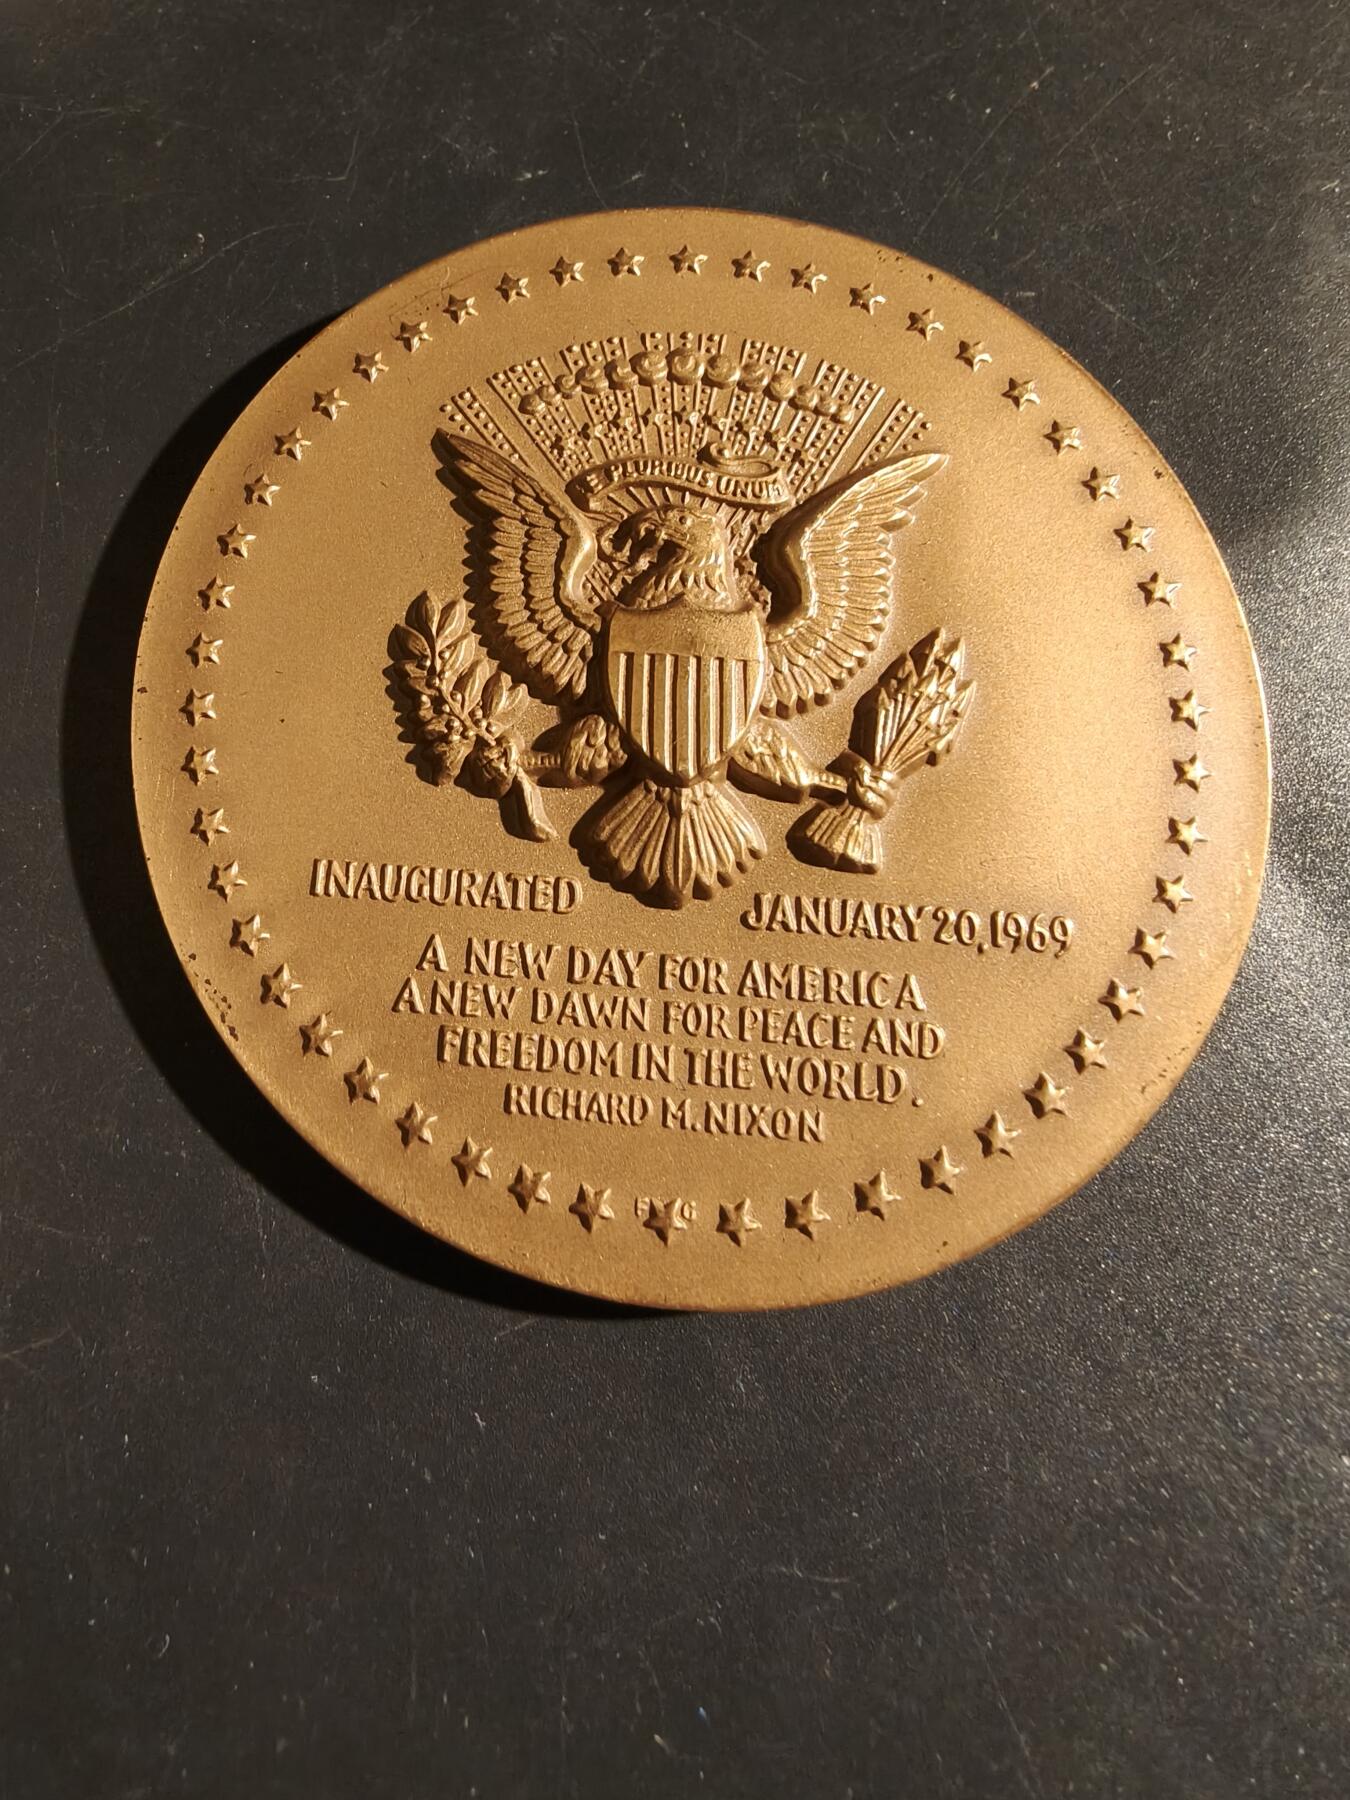 E PLURIBUS UNUM
INAUGURATED JANUARY 20, 1969
A NEW DAY FOR AMERICA
A NEW DAWN FOR PEACE AND
FREEDOM IN THE WORLD.
RICHARD M. NIXON
F G